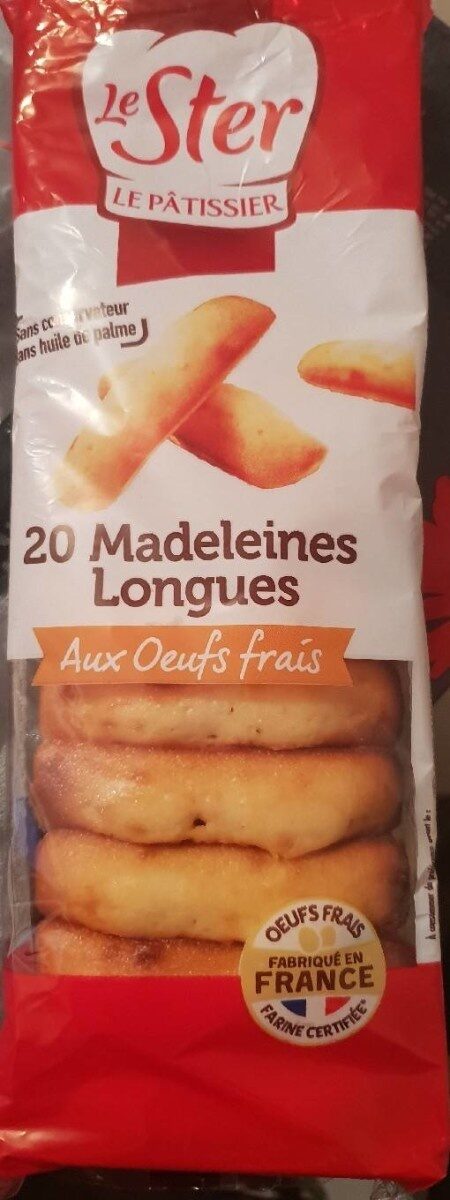 Le Ster
LE PÂTISSIER
Sans conservateur
sans huile de palme
20 Madeleines
Longues
Aux Oeufs frais
OEUFS FRAIS
FABRIQUÉ EN
FRANCE
FARINE CERTIFIÉE*